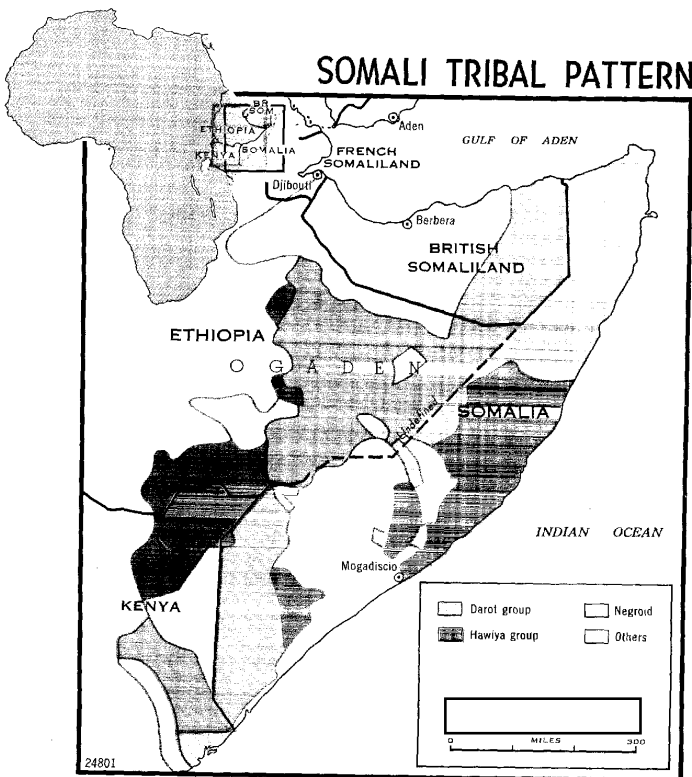 SOMALI TRIBAL PATTERN
BR
SOM
ETHIOPIA
SOMALIA
KENYA
Aden
GULF OF ADEN
FRENCH
SOMALILAND
Djibouti
Berbera
BRITISH
SOMALILAND
ETHIOPIA
OGADEN
Undefined
SOMALIA
INDIAN OCEAN
Mogadiscio
KENYA
Darot group
Negroid
Hawiya group
Others
0 MILES 300
24801